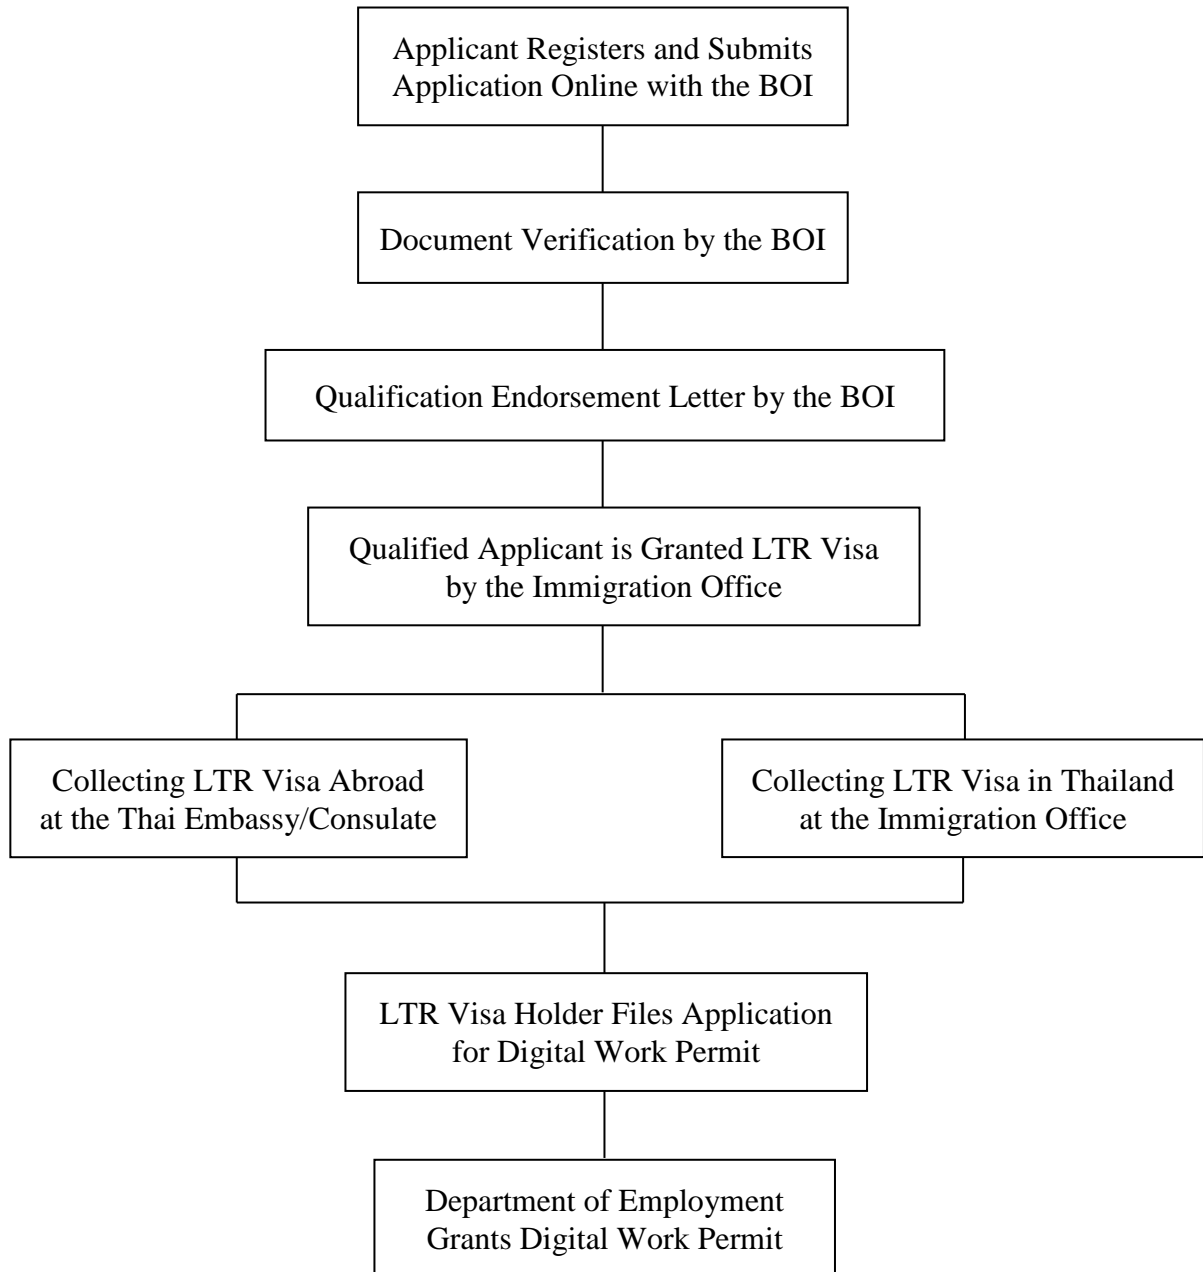 Applicant Registers and Submits
Application Online with the BOI
Document Verification by the BOI
Qualification Endorsement Letter by the BOI
Qualified Applicant is Granted LTR Visa
by the Immigration Office
Collecting LTR Visa Abroad
at the Thai Embassy/Consulate
Collecting LTR Visa in Thailand
at the Immigration Office
LTR Visa Holder Files Application
for Digital Work Permit
Department of Employment
Grants Digital Work Permit